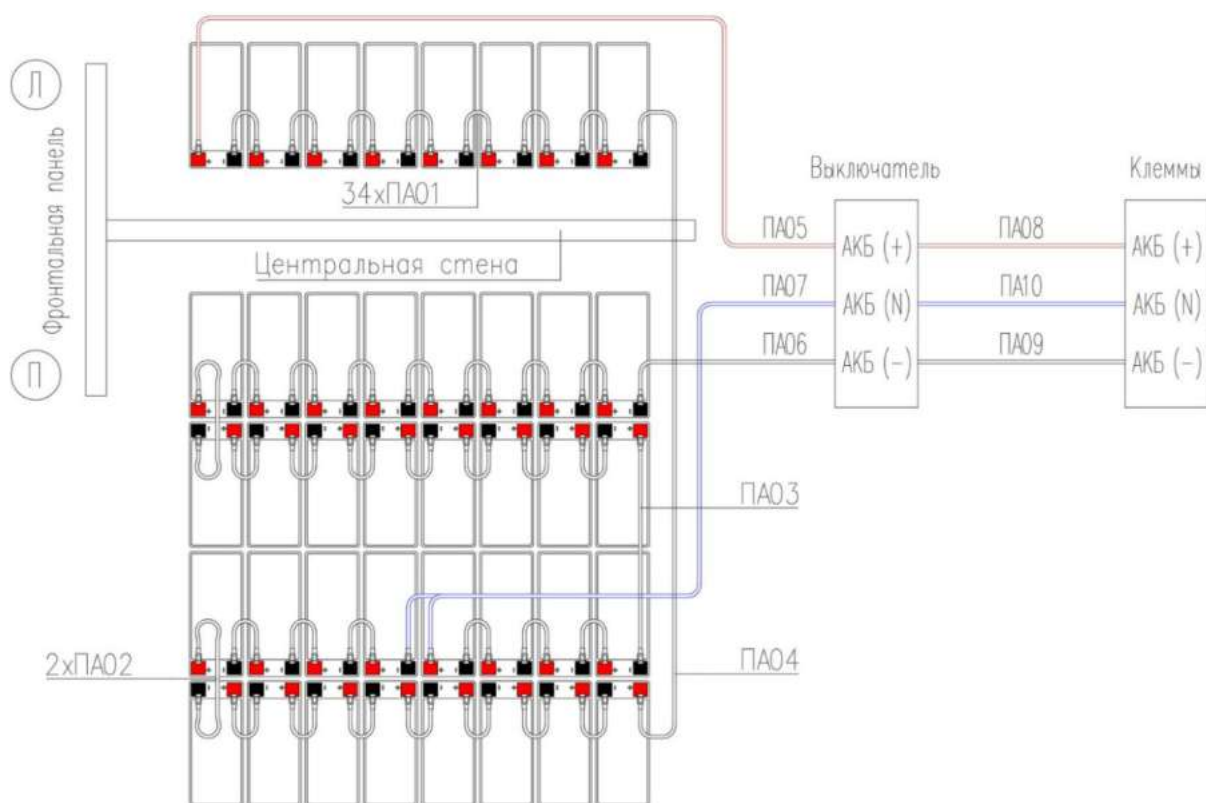 Л
Фронтальная панель
П
34хПА01
Центральная стена
Выключатель
Клеммы
ПА05
АКБ (+)
ПА08
АКБ (+)
ПА07
АКБ (N)
ПА10
АКБ (N)
ПА06
АКБ (-)
ПА09
АКБ (-)
ПА03
2хПА02
ПА04